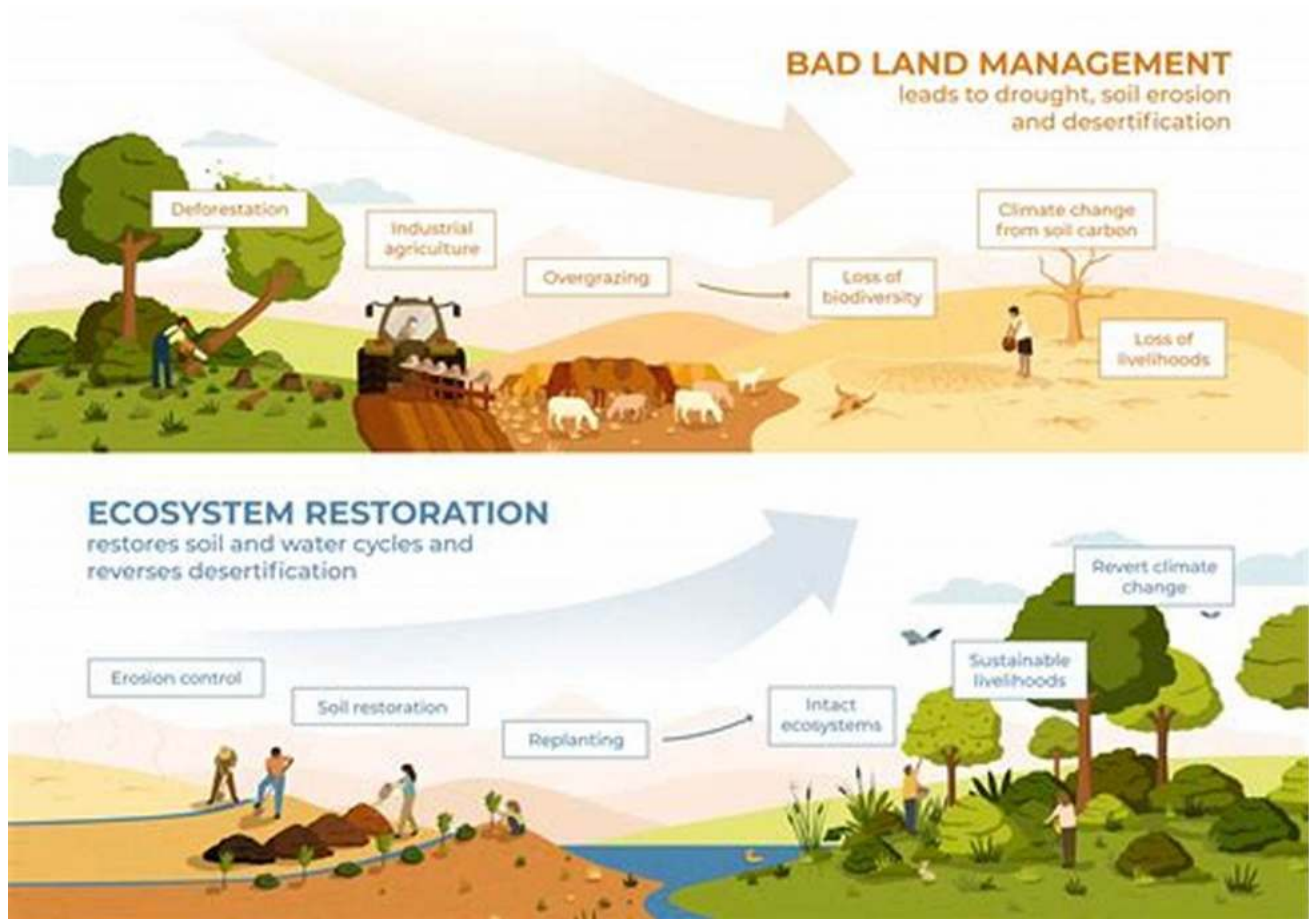 BAD LAND MANAGEMENT
leads to drought, soil erosion
and desertification
Deforestation
Industrial
agriculture
Overgrazing
Loss of
biodiversity
Climate change
from soil carbon
Loss of
livelihoods
ECOSYSTEM RESTORATION
restores soil and water cycles and
reverses desertification
Erosion control
Soil restoration
Replanting
Intact
ecosystems
Sustainable
livelihoods
Revert climate
change